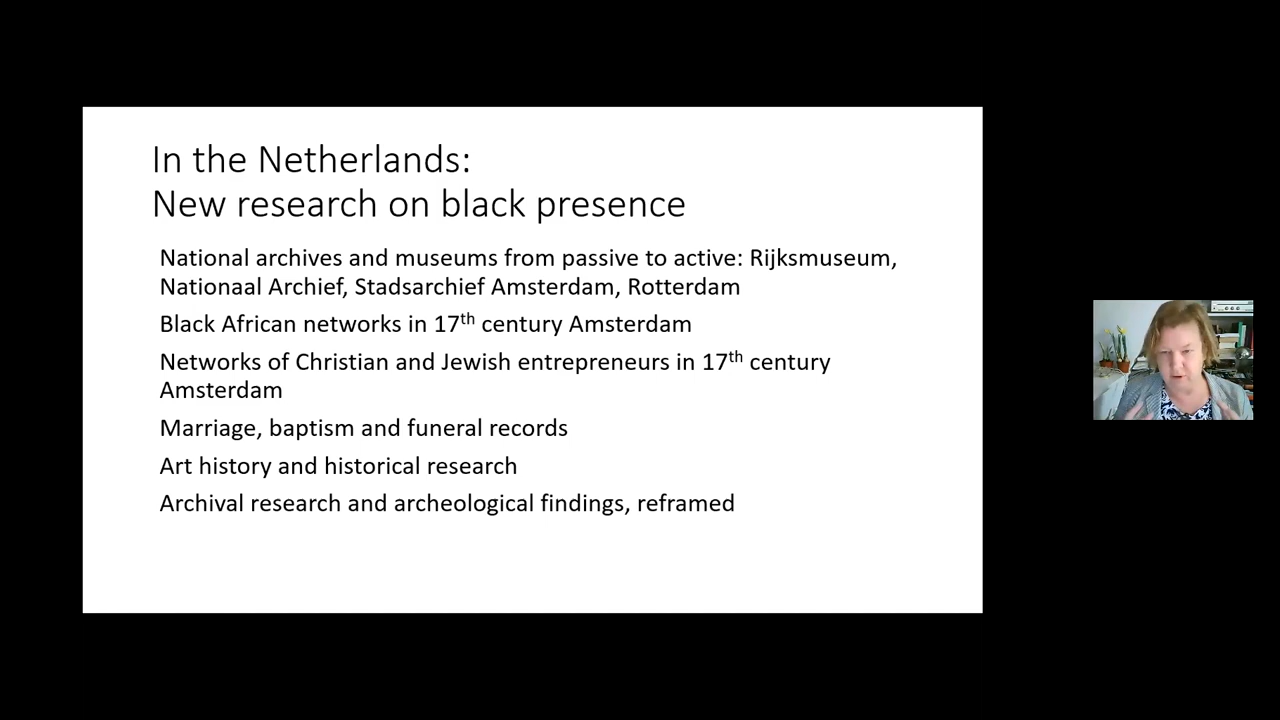 In the Netherlands:
New research on black presence
National archives and museums from passive to active: Rijksmuseum,
Nationaal Archief, Stadsarchief Amsterdam, Rotterdam
Black African networks in 17th century Amsterdam
Networks of Christian and Jewish entrepreneurs in 17th century
Amsterdam
Marriage, baptism and funeral records
Art history and historical research
Archival research and archeological findings, reframed